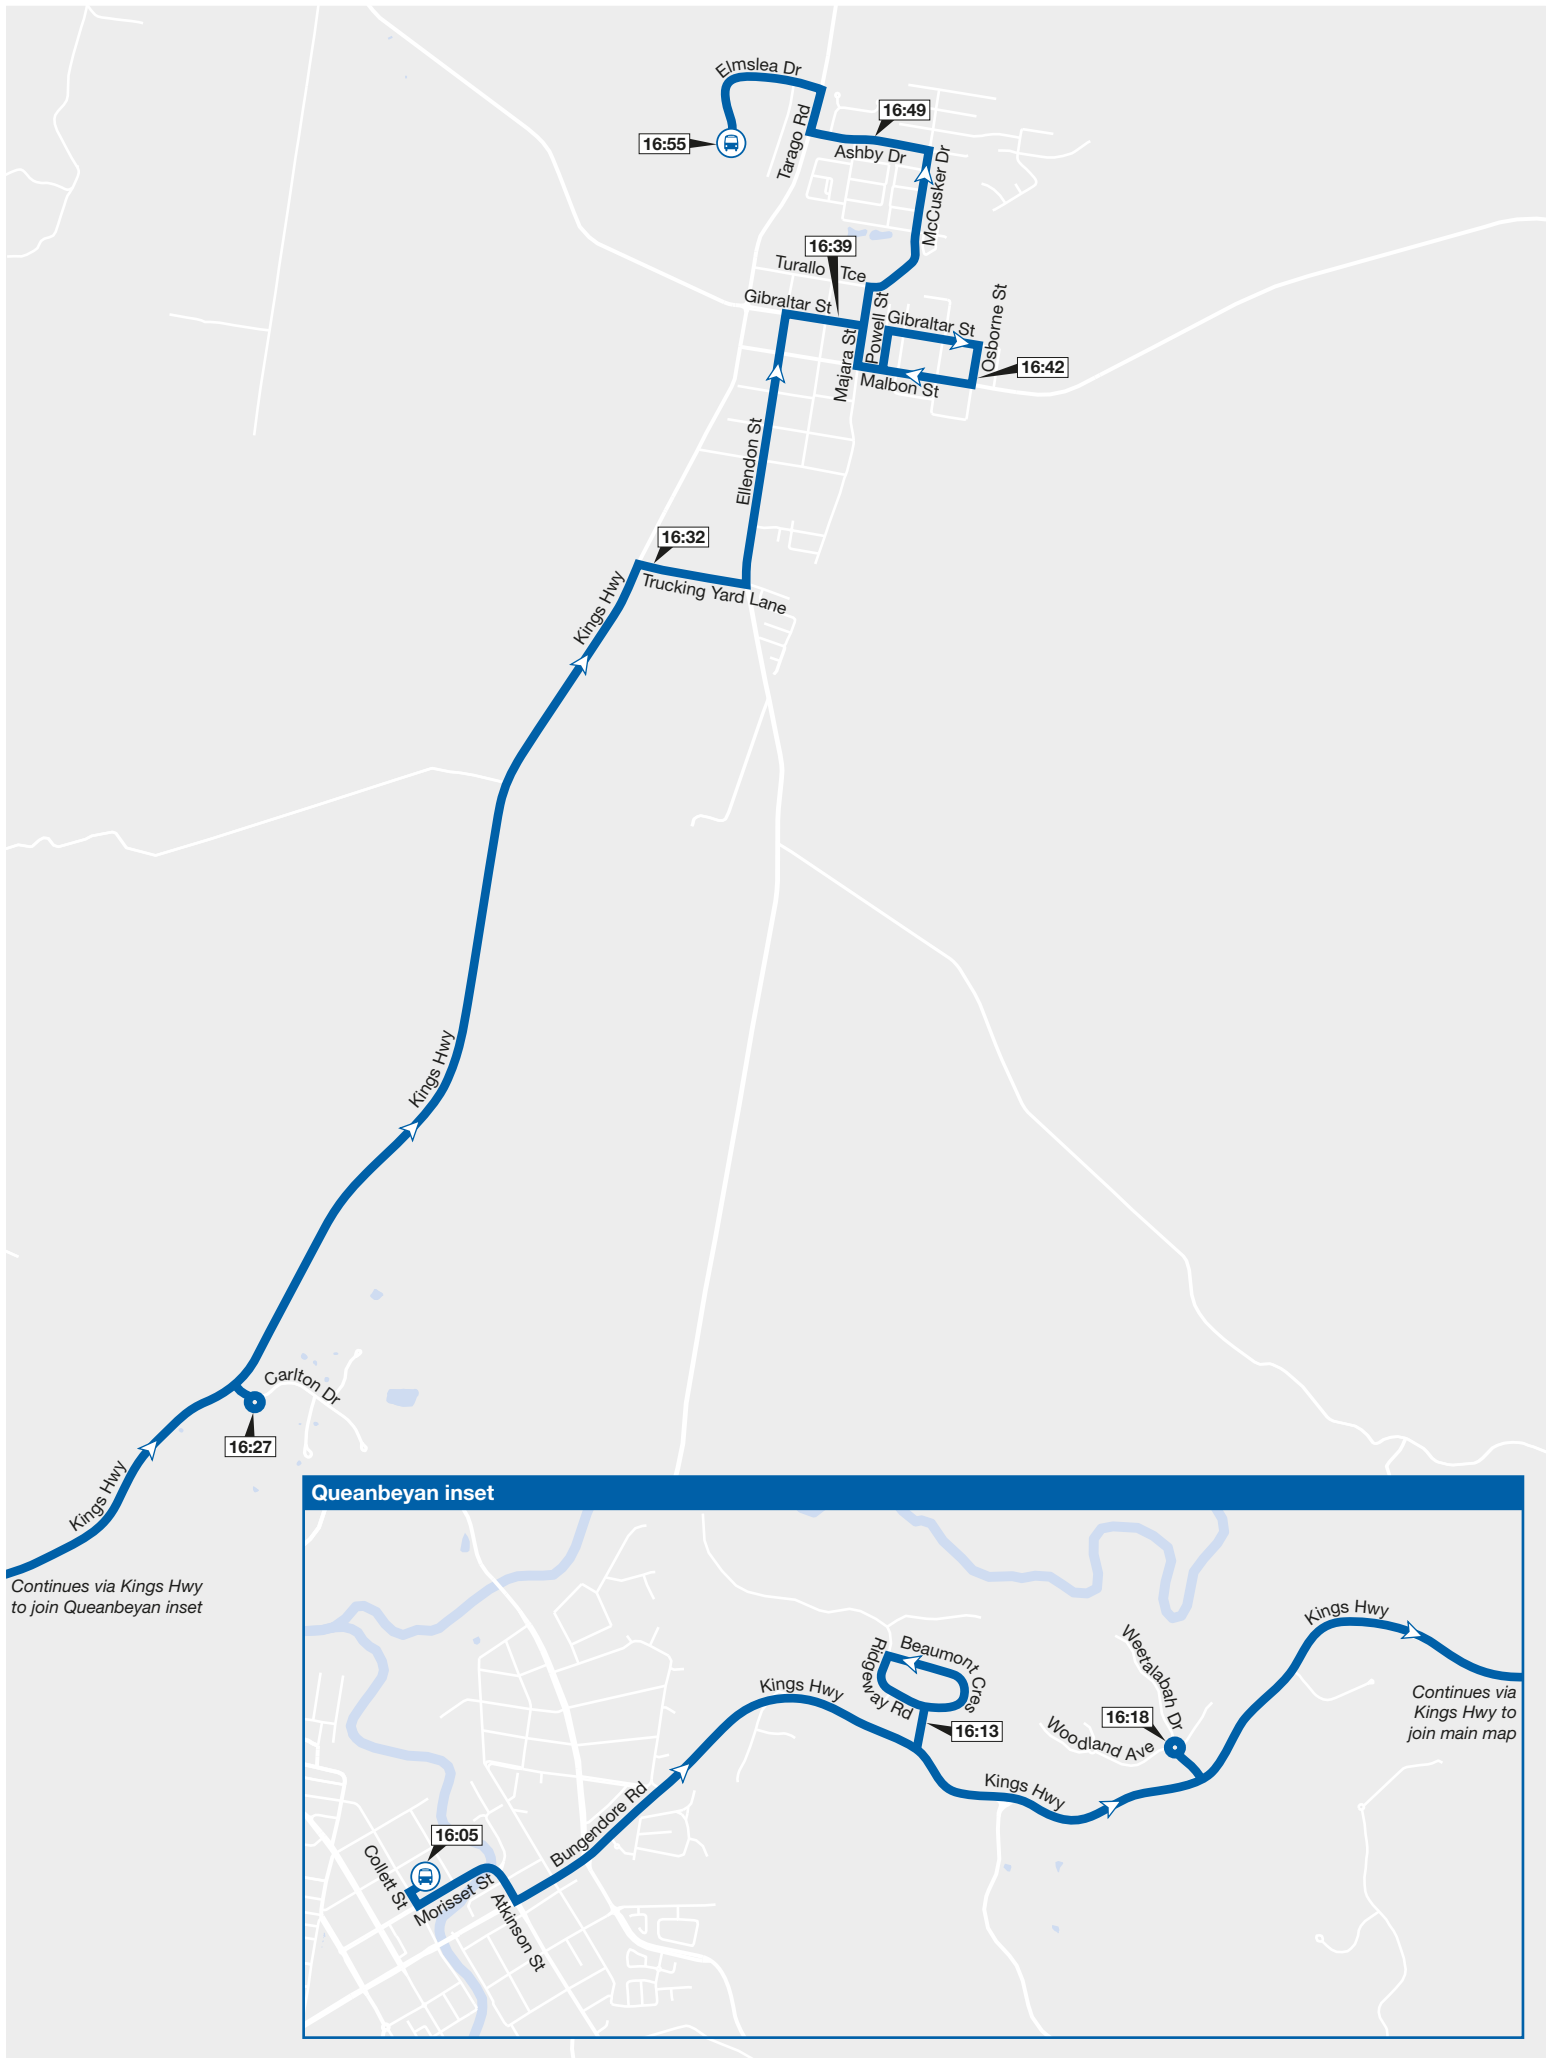 Elmslea Dr
16:49
16:55
Tarago Rd
Ashby Dr
McCusker Dr
16:39
Turallo Tce
Gibraltar St
Powell St
Gibraltar St
Osborne St
Majara St
16:42
Malbon St
Ellendon St
16:32
Trucking Yard Lane
Kings Hwy
Kings Hwy
Carlton Dr
16:27
Kings Hwy
Continues via Kings Hwy
to join Queanbeyan inset
Queanbeyan inset
Kings Hwy
Weetalabah Dr
Beaumont Cres
Ridgeway Rd
Kings Hwy
Continues via
Kings Hwy to
join main map
16:18
16:13
Woodland Ave
Kings Hwy
Bungendore Rd
16:05
Collett St
Morisset St
Atkinson St